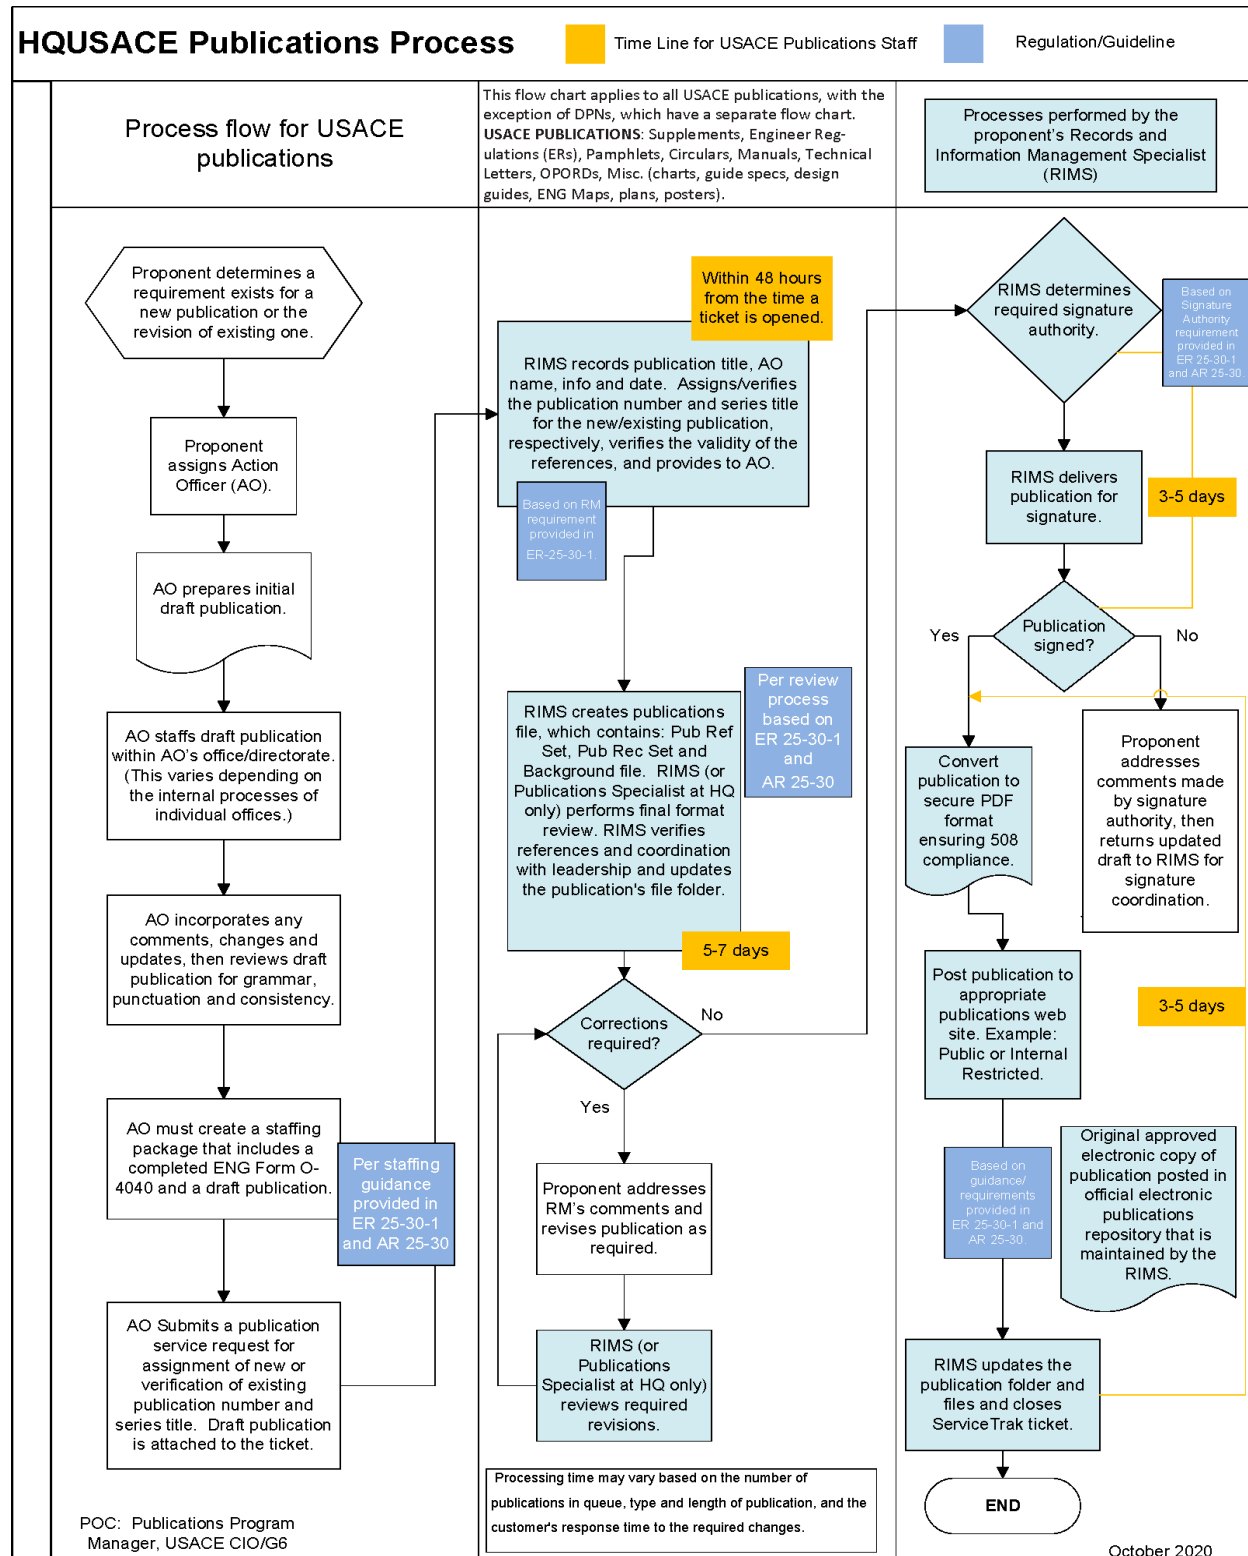 HQUSACE Publications Process
Time Line for USACE Publications Staff
Regulation/Guideline
Process flow for USACE
publications
This flow chart applies to all USACE publications, with the
exception of DPNs, which have a separate flow chart.
USACE PUBLICATIONS: Supplements, Engineer Reg-
ulations (ERs), Pamphlets, Circulars, Manuals, Technical
Letters, OPORDs, Misc. (charts, guide specs, design
guides, ENG Maps, plans, posters).
Processes performed by the
proponent's Records and
Information Management Specialist
(RIMS)
Proponent determines a
requirement exists for a
new publication or the
revision of existing one.
Proponent
assigns Action
Officer (AO).
AO prepares initial
draft publication.
AO staffs draft publication
within AO's office/directorate.
(This varies depending on
the internal processes of
individual offices.)
AO incorporates any
comments, changes and
updates, then reviews draft
publication for grammar,
punctuation and consistency.
AO must create a staffing
package that includes a
completed ENG Form O-
4040 and a draft publication.
Per staffing
guidance
provided in
ER 25-30-1
and AR 25-30
AO Submits a publication
service request for
assignment of new or
verification of existing
publication number and
series title.  Draft publication
is attached to the ticket.
POC:  Publications Program
Manager, USACE CIO/G6
Within 48 hours
from the time a
ticket is opened.
RIMS records publication title, AO
name, info and date.  Assigns/verifies
the publication number and series title
for the new/existing publication,
respectively, verifies the validity of the
references, and provides to AO.
Based on RM
requirement
provided in
ER-25-30-1.
RIMS creates publications
file, which contains: Pub Ref
Set, Pub Rec Set and
Background file.  RIMS (or
Publications Specialist at HQ
only) performs final format
review. RIMS verifies
references and coordination
with leadership and updates
the publication's file folder.
Per review
process
based on
ER 25-30-1
and
AR 25-30
5-7 days
Corrections
required?
No
Yes
Proponent addresses
RM's comments and
revises publication as
required.
RIMS (or
Publications
Specialist at HQ only)
reviews required
revisions.
Processing time may vary based on the number of
publications in queue, type and length of publication, and the
customer's response time to the required changes.
RIMS determines
required signature
authority.
Based on
Signature
Authority
requirement
provided in
ER 25-30-1
and AR 25-30.
RIMS delivers
publication for
signature.
3-5 days
Publication
signed?
Yes
No
Convert
publication to
secure PDF
format
ensuring 508
compliance.
Proponent
addresses
comments made
by signature
authority, then
returns updated
draft to RIMS for
signature
coordination.
Post publication to
appropriate
publications web
site. Example:
Public or Internal
Restricted.
3-5 days
Based on
guidance/
requirements
provided in
ER 25-30-1 and
AR 25-30.
Original approved
electronic copy of
publication posted in
official electronic
publications
repository that is
maintained by the
RIMS.
RIMS updates the
publication folder and
files and closes
ServiceTrak ticket.
END
October 2020